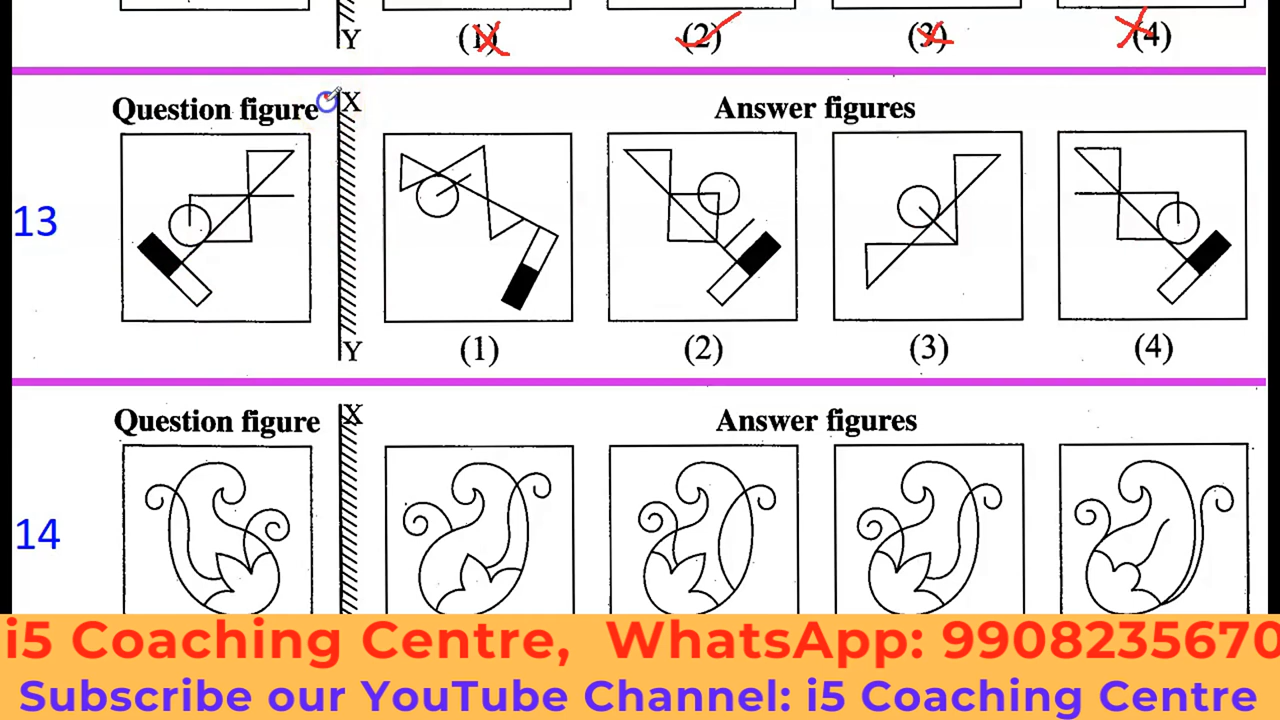 Y (1) (2) (3) (4)
Question figure X Answer figures
13
Y (1) (2) (3) (4)
Question figure X Answer figures
14
i5 Coaching Centre, WhatsApp: 9908235670
Subscribe our YouTube Channel: i5 Coaching Centre